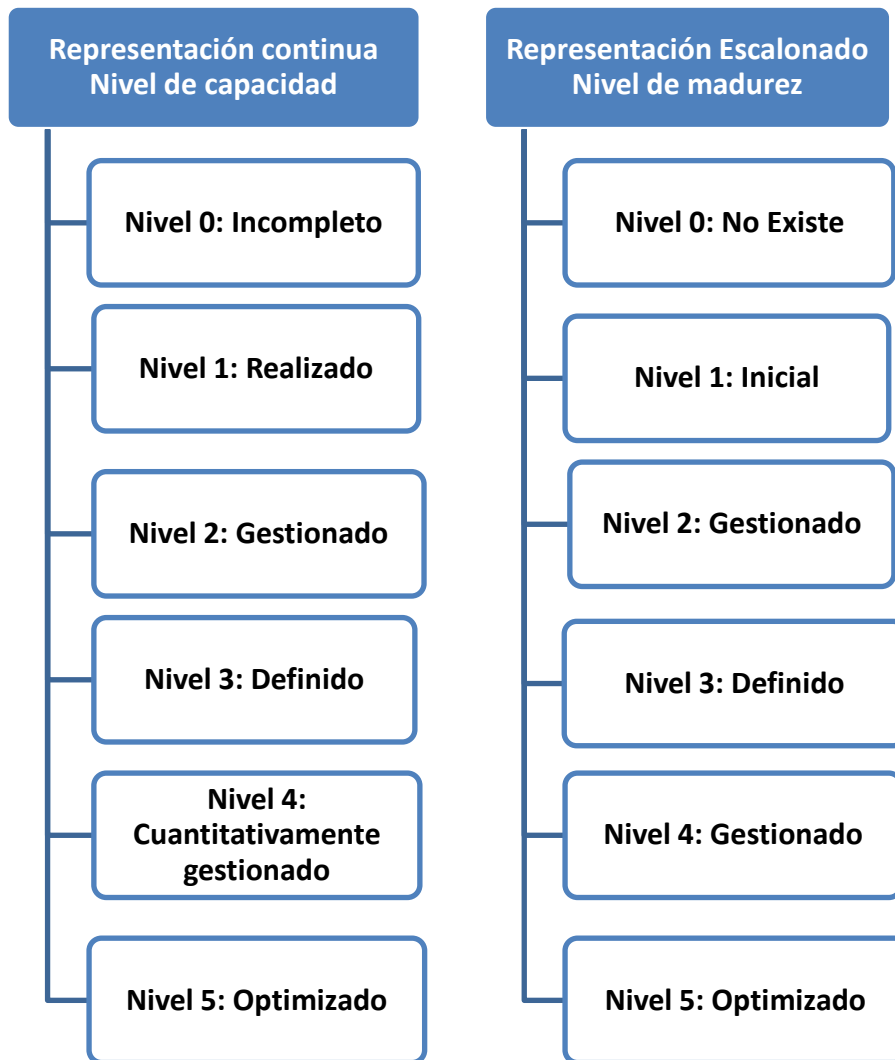 Representación continua
Nivel de capacidad
Nivel 0: Incompleto
Nivel 1: Realizado
Nivel 2: Gestionado
Nivel 3: Definido
Nivel 4:
Cuantitativamente
gestionado
Nivel 5: Optimizado
Representación Escalonado
Nivel de madurez
Nivel 0: No Existe
Nivel 1: Inicial
Nivel 2: Gestionado
Nivel 3: Definido
Nivel 4: Gestionado
Nivel 5: Optimizado